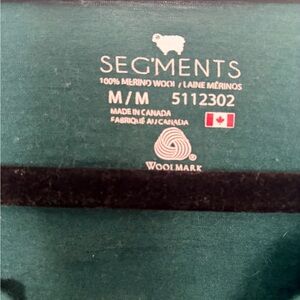 SEGMENTS
100% MERINO WOOL / LAINE MÉRINOS
M/M 5112302
MADE IN CANADA
FABRIQUÉ AU CANADA
WOOLMARK